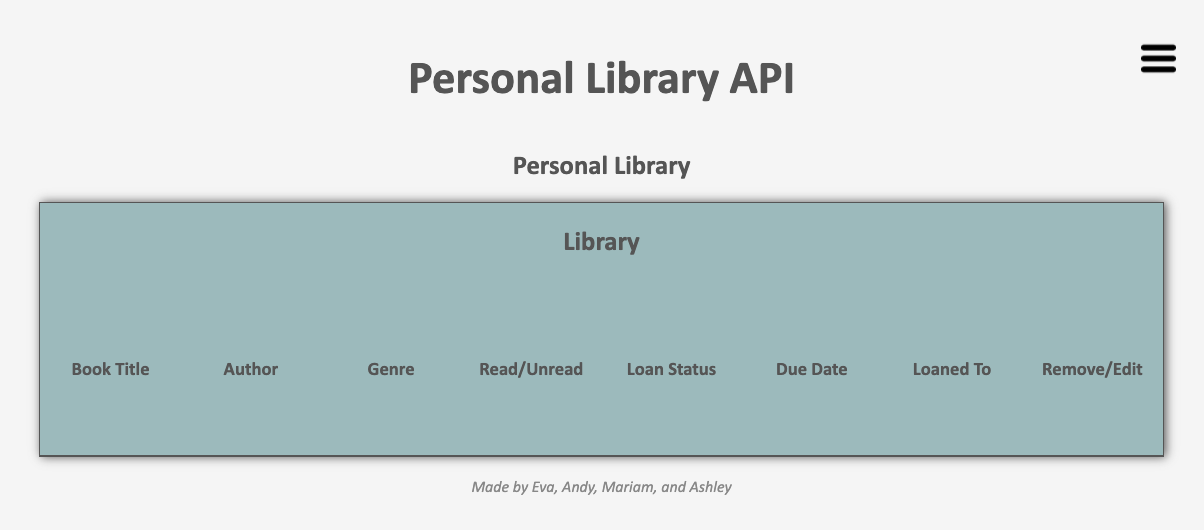 Personal Library API
Personal Library
Library
Book Title Author Genre Read/Unread Loan Status Due Date Loaned To Remove/Edit
Made by Eva, Andy, Mariam, and Ashley